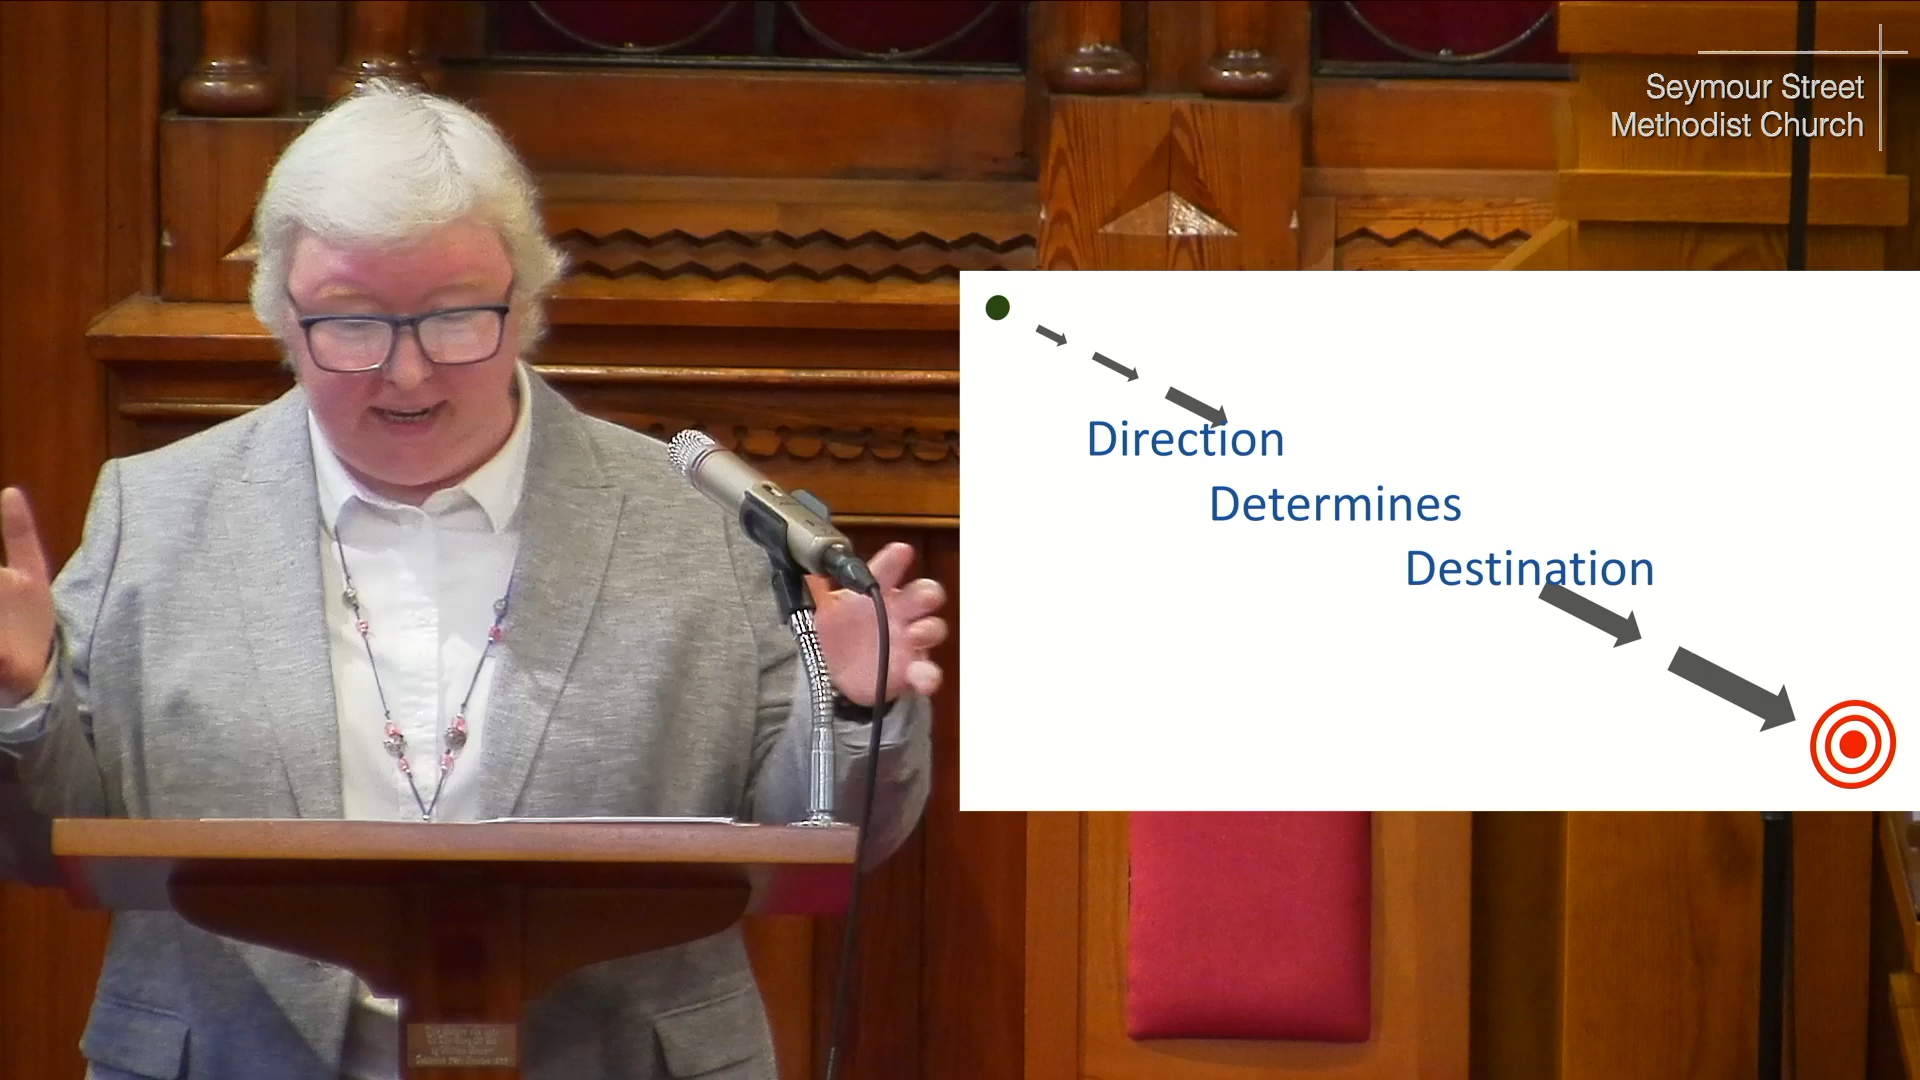 Seymour Street
Methodist Church
Direction
Determines
Destination